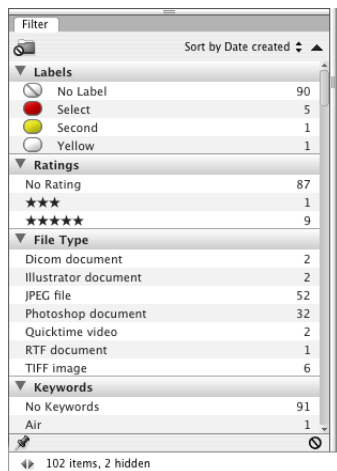 Filter
Sort by Date created
Labels
No Label 90
Select 5
Second 1
Yellow 1
Ratings
No Rating 87
★★★ 1
★★★★★ 9
File Type
Dicom document 2
Illustrator document 2
JPEG file 52
Photoshop document 32
Quicktime video 2
RTF document 1
TIFF image 6
Keywords
No Keywords 91
Air 1
102 items, 2 hidden